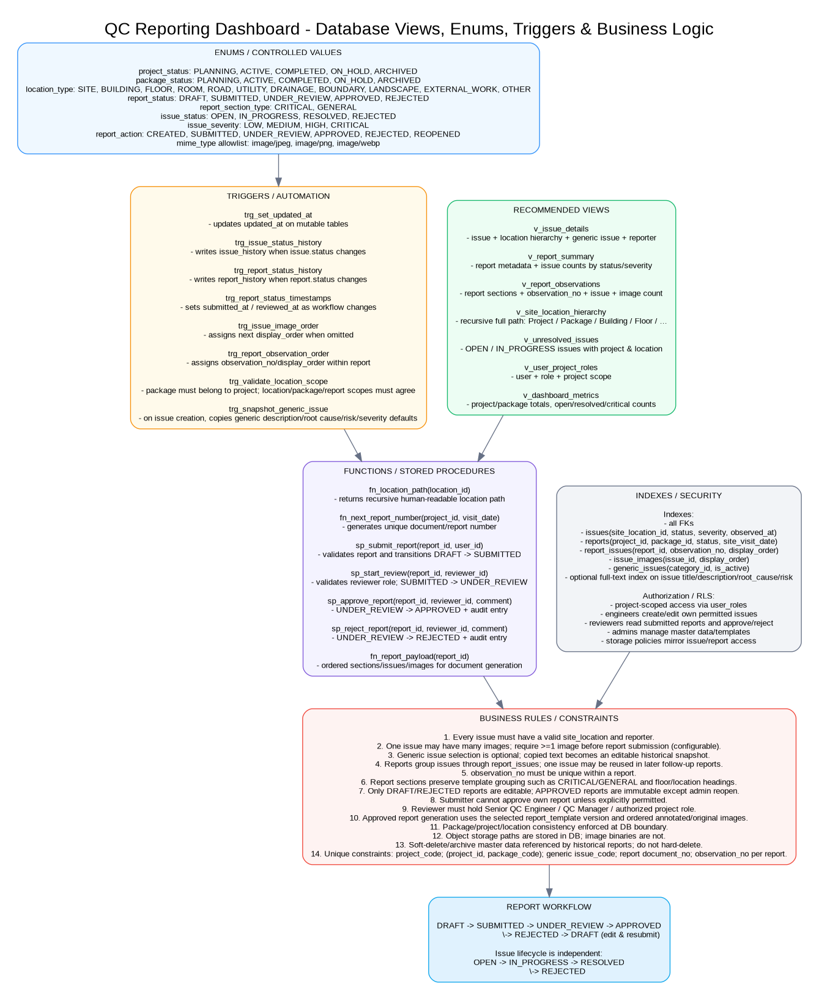 QC Reporting Dashboard - Database Views, Enums, Triggers & Business Logic
ENUMS / CONTROLLED VALUES
project_status: PLANNING, ACTIVE, COMPLETED, ON_HOLD, ARCHIVED
package_status: PLANNING, ACTIVE, COMPLETED, ON_HOLD, ARCHIVED
location_type: SITE, BUILDING, FLOOR, ROOM, ROAD, UTILITY, DRAINAGE, BOUNDARY, LANDSCAPE, EXTERNAL_WORK, OTHER
report_status: DRAFT, SUBMITTED, UNDER_REVIEW, APPROVED, REJECTED
report_section_type: CRITICAL, GENERAL
issue_status: OPEN, IN_PROGRESS, RESOLVED, REJECTED
issue_severity: LOW, MEDIUM, HIGH, CRITICAL
report_action: CREATED, SUBMITTED, UNDER_REVIEW, APPROVED, REJECTED, REOPENED
mime_type allowlist: image/jpeg, image/png, image/webp
TRIGGERS / AUTOMATION
trg_set_updated_at
- updates updated_at on mutable tables
trg_issue_status_history
- writes issue_history when issue.status changes
trg_report_status_history
- writes report_history when report.status changes
trg_report_status_timestamps
- sets submitted_at / reviewed_at as workflow changes
trg_issue_image_order
- assigns next display_order when omitted
trg_report_observation_order
- assigns observation_no/display_order within report
trg_validate_location_scope
- package must belong to project; location/package/report scopes must agree
trg_snapshot_generic_issue
- on issue creation, copies generic description/root cause/risk/severity defaults
RECOMMENDED VIEWS
v_issue_details
- issue + location hierarchy + generic issue + reporter
v_report_summary
- report metadata + issue counts by status/severity
v_report_observations
- report sections + observation_no + issue + image count
v_site_location_hierarchy
- recursive full path: Project / Package / Building / Floor / ...
v_unresolved_issues
- OPEN / IN_PROGRESS issues with project & location
v_user_project_roles
- user + role + project scope
v_dashboard_metrics
- project/package totals, open/resolved/critical counts
FUNCTIONS / STORED PROCEDURES
fn_location_path(location_id)
- returns recursive human-readable location path
fn_next_report_number(project_id, visit_date)
- generates unique document/report number
sp_submit_report(report_id, user_id)
- validates report and transitions DRAFT -> SUBMITTED
sp_start_review(report_id, reviewer_id)
- validates reviewer role; SUBMITTED -> UNDER_REVIEW
sp_approve_report(report_id, reviewer_id, comment)
- UNDER_REVIEW -> APPROVED + audit entry
sp_reject_report(report_id, reviewer_id, comment)
- UNDER_REVIEW -> REJECTED + audit entry
fn_report_payload(report_id)
- ordered sections/issues/images for document generation
INDEXES / SECURITY
Indexes:
- all FKs
- issues(site_location_id, status, severity, observed_at)
- reports(project_id, package_id, status, site_visit_date)
- report_issues(report_id, observation_no, display_order)
- issue_images(issue_id, display_order)
- generic_issues(category_id, is_active)
- optional full-text index on issue title/description/root_cause/risk
Authorization / RLS:
- project-scoped access via user_roles
- engineers create/edit own permitted issues
- reviewers read submitted reports and approve/reject
- admins manage master data/templates
- storage policies mirror issue/report access
BUSINESS RULES / CONSTRAINTS
1. Every issue must have a valid site_location and reporter.
2. One issue may have many images; require >=1 image before report submission (configurable).
3. Generic issue selection is optional; copied text becomes an editable historical snapshot.
4. Reports group issues through report_issues; one issue may be reused in later follow-up reports.
5. observation_no must be unique within a report.
6. Report sections preserve template grouping such as CRITICAL/GENERAL and floor/location headings.
7. Only DRAFT/REJECTED reports are editable; APPROVED reports are immutable except admin reopen.
8. Submitter cannot approve own report unless explicitly permitted.
9. Reviewer must hold Senior QC Engineer / QC Manager / authorized project role.
10. Approved report generation uses the selected report_template version and ordered annotated/original images.
11. Package/project/location consistency enforced at DB boundary.
12. Object storage paths are stored in DB; image binaries are not.
13. Soft-delete/archive master data referenced by historical reports; do not hard-delete.
14. Unique constraints: project_code; (project_id, package_code); generic issue_code; report document_no; observation_no per report.
REPORT WORKFLOW
DRAFT -> SUBMITTED -> UNDER_REVIEW -> APPROVED
\-> REJECTED -> DRAFT (edit & resubmit)
Issue lifecycle is independent:
OPEN -> IN_PROGRESS -> RESOLVED
\-> REJECTED